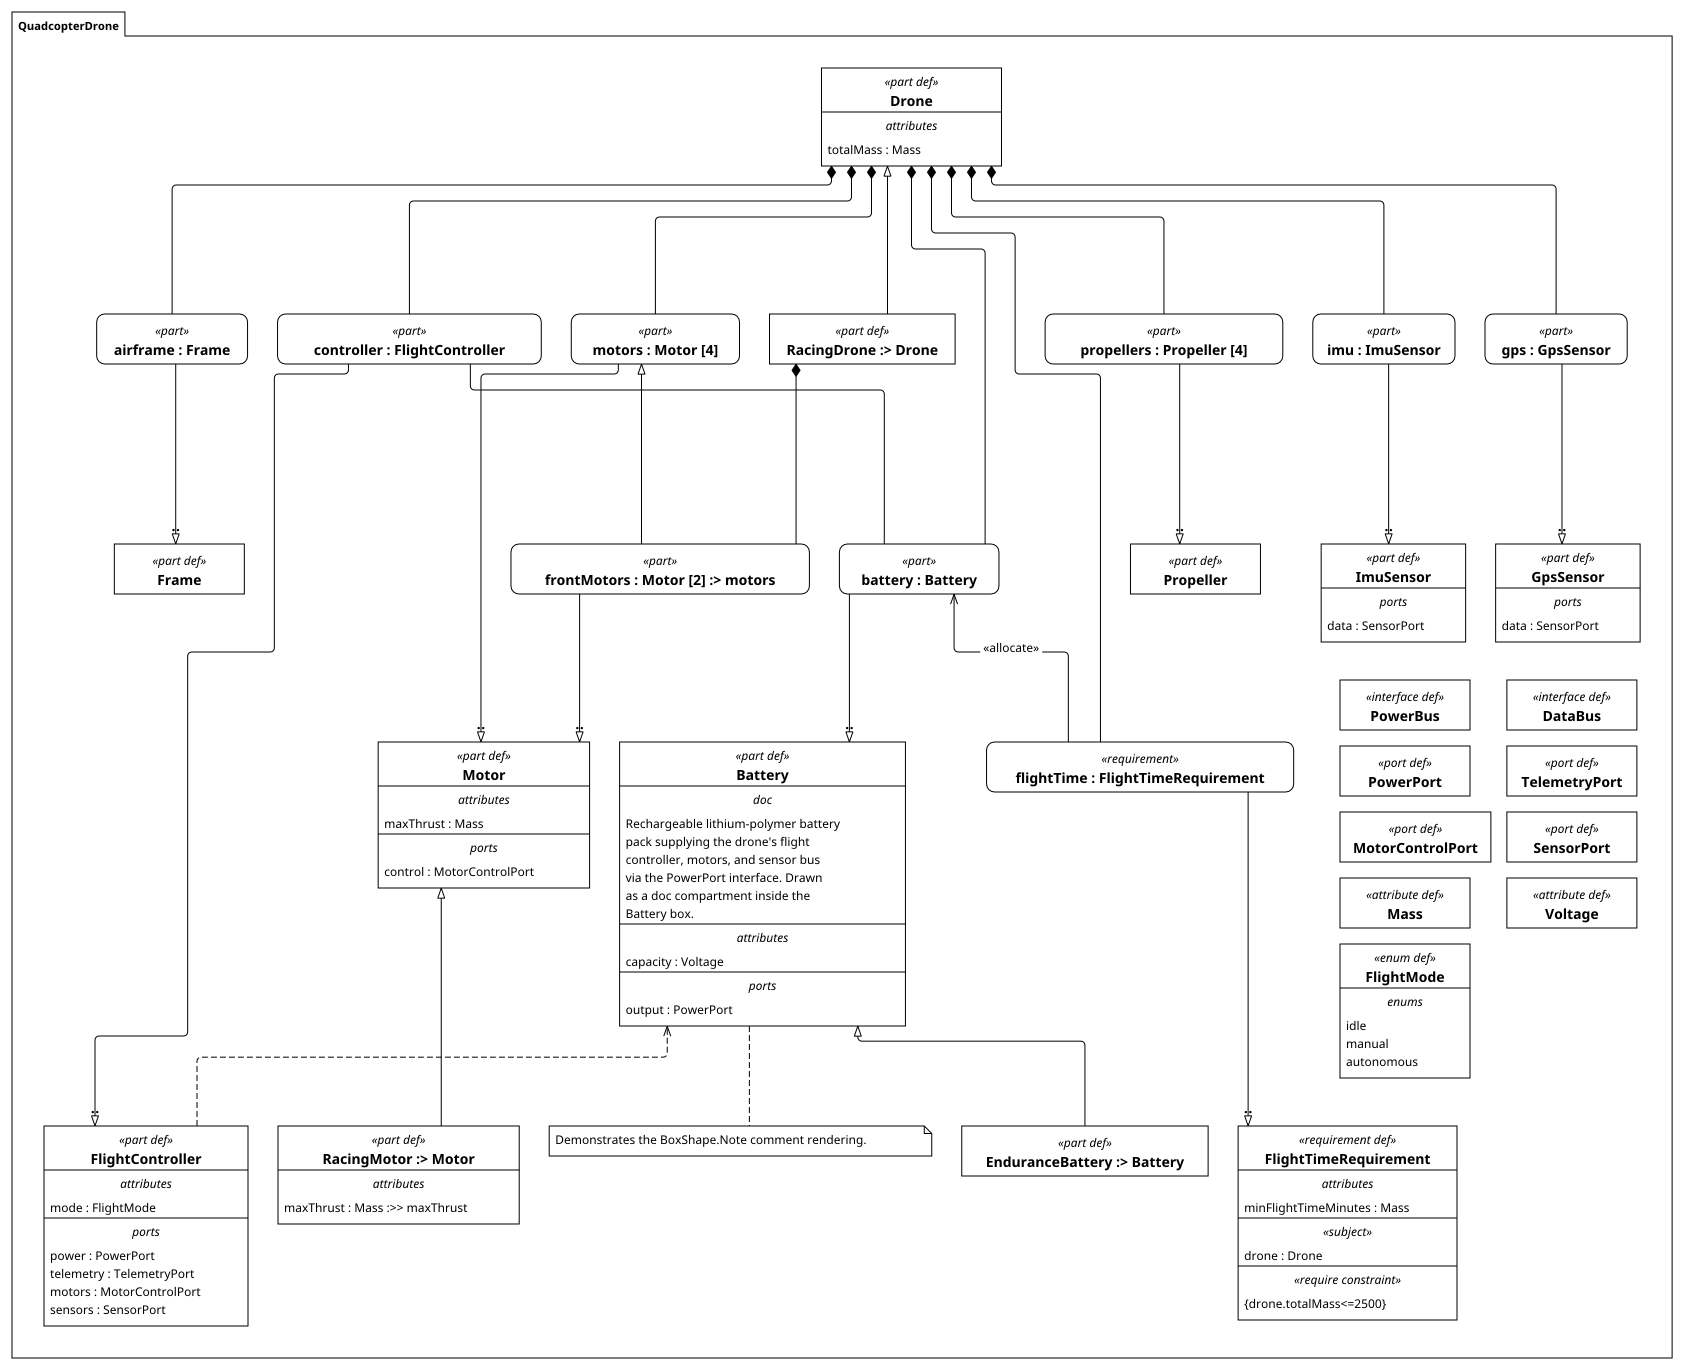 QuadcopterDrone
«part def»
Drone
attributes
totalMass : Mass
«part»
airframe : Frame
«part»
controller : FlightController
«part»
motors : Motor [4]
«part def»
RacingDrone :> Drone
«part»
propellers : Propeller [4]
«part»
imu : ImuSensor
«part»
gps : GpsSensor
«part def»
Frame
«part»
frontMotors : Motor [2] :> motors
«part»
battery : Battery
«part def»
Propeller
«part def»
ImuSensor
ports
data : SensorPort
«part def»
GpsSensor
ports
data : SensorPort
«allocate»
«interface def»
PowerBus
«interface def»
DataBus
«port def»
PowerPort
«port def»
TelemetryPort
«port def»
MotorControlPort
«port def»
SensorPort
«attribute def»
Mass
«attribute def»
Voltage
«enum def»
FlightMode
enums
idle
manual
autonomous
«part def»
Motor
attributes
maxThrust : Mass
ports
control : MotorControlPort
«part def»
Battery
doc
Rechargeable lithium-polymer battery
pack supplying the drone's flight
controller, motors, and sensor bus
via the PowerPort interface. Drawn
as a doc compartment inside the
Battery box.
attributes
capacity : Voltage
ports
output : PowerPort
«requirement»
flightTime : FlightTimeRequirement
«part def»
FlightController
attributes
mode : FlightMode
ports
power : PowerPort
telemetry : TelemetryPort
motors : MotorControlPort
sensors : SensorPort
«part def»
RacingMotor :> Motor
attributes
maxThrust : Mass :>> maxThrust
Demonstrates the BoxShape.Note comment rendering.
«part def»
EnduranceBattery :> Battery
«requirement def»
FlightTimeRequirement
attributes
minFlightTimeMinutes : Mass
«subject»
drone : Drone
«require constraint»
{drone.totalMass<=2500}